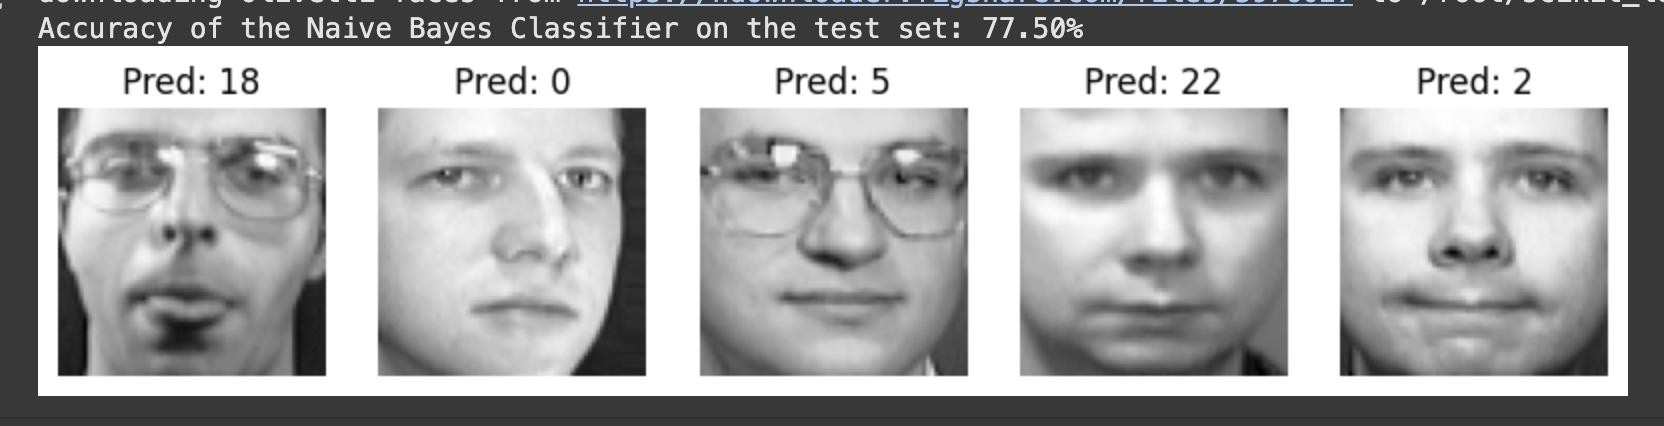 Accuracy of the Naive Bayes Classifier on the test set: 77.50%
Pred: 18
Pred: 0
Pred: 5
Pred: 22
Pred: 2